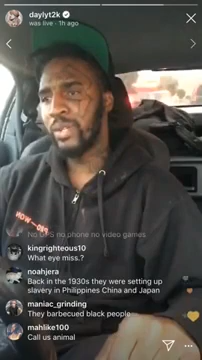 daylyt2k
was live · 1h ago
No GPS no phone no video games
kingrighteous10
What eye miss.?
noahjera
Back in the 1930s they were setting up
slavery in Philippines China and Japan
maniac_grinding
They barbecued black people
mahlike100
Call us animal